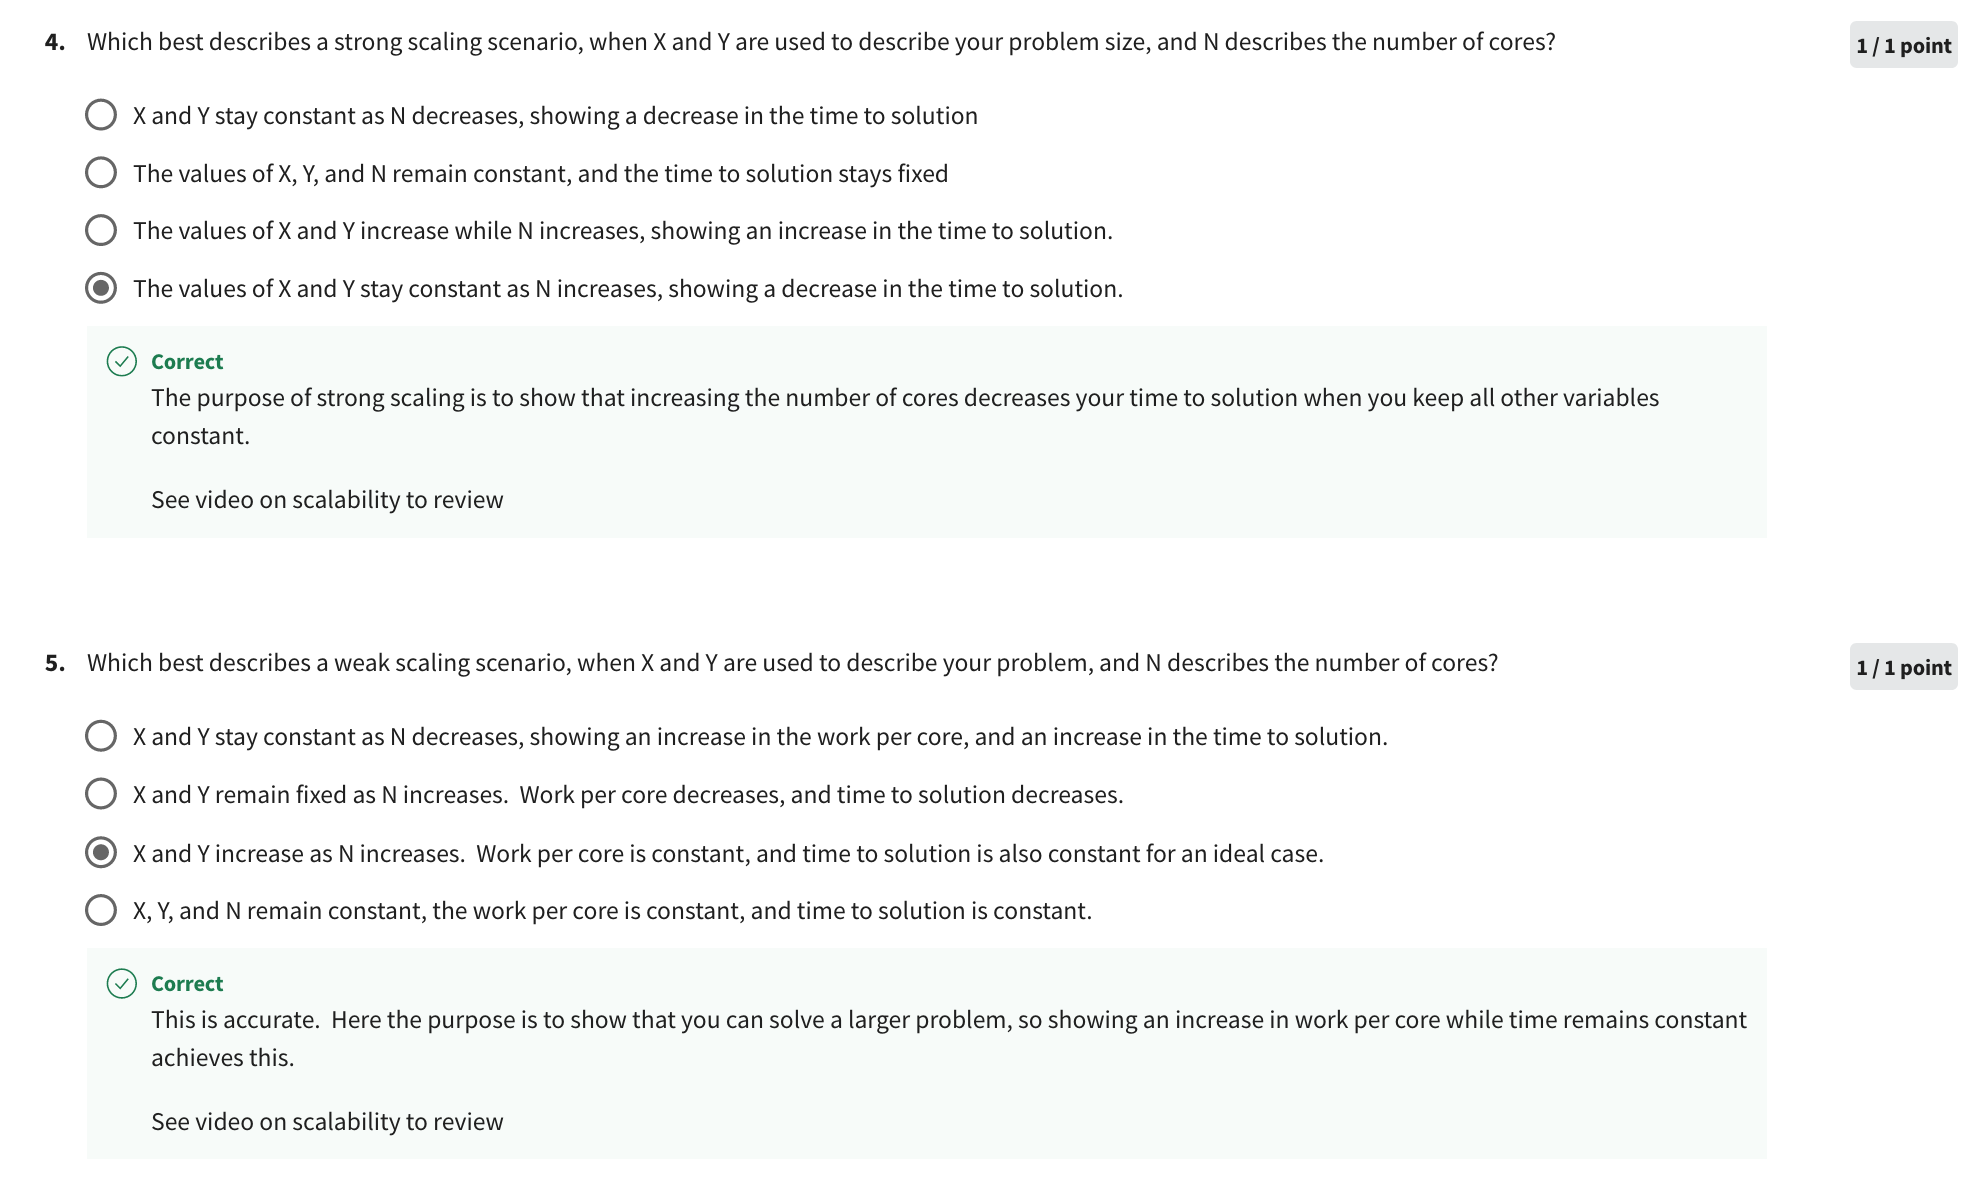 4. Which best describes a strong scaling scenario, when X and Y are used to describe your problem size, and N describes the number of cores?
1 / 1 point
X and Y stay constant as N decreases, showing a decrease in the time to solution
The values of X, Y, and N remain constant, and the time to solution stays fixed
The values of X and Y increase while N increases, showing an increase in the time to solution.
The values of X and Y stay constant as N increases, showing a decrease in the time to solution.
Correct
The purpose of strong scaling is to show that increasing the number of cores decreases your time to solution when you keep all other variables
constant.
See video on scalability to review
5. Which best describes a weak scaling scenario, when X and Y are used to describe your problem, and N describes the number of cores?
1 / 1 point
X and Y stay constant as N decreases, showing an increase in the work per core, and an increase in the time to solution.
X and Y remain fixed as N increases.  Work per core decreases, and time to solution decreases.
X and Y increase as N increases.  Work per core is constant, and time to solution is also constant for an ideal case.
X, Y, and N remain constant, the work per core is constant, and time to solution is constant.
Correct
This is accurate.  Here the purpose is to show that you can solve a larger problem, so showing an increase in work per core while time remains constant
achieves this.
See video on scalability to review